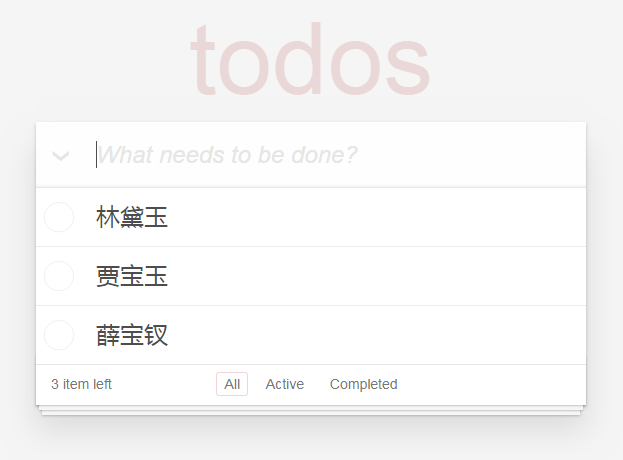 todos
What needs to be done?
林黛玉
贾宝玉
薛宝钗
3 item left All Active Completed